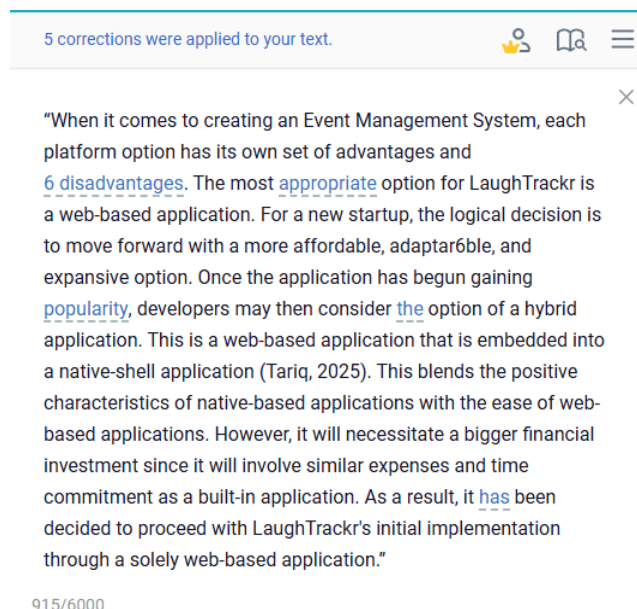 5 corrections were applied to your text.
“When it comes to creating an Event Management System, each
platform option has its own set of advantages and
6 disadvantages. The most appropriate option for LaughTrackr is
a web-based application. For a new startup, the logical decision is
to move forward with a more affordable, adaptar6ble, and
expansive option. Once the application has begun gaining
popularity, developers may then consider the option of a hybrid
application. This is a web-based application that is embedded into
a native-shell application (Tariq, 2025). This blends the positive
characteristics of native-based applications with the ease of web-
based applications. However, it will necessitate a bigger financial
investment since it will involve similar expenses and time
commitment as a built-in application. As a result, it has been
decided to proceed with LaughTrackr's initial implementation
through a solely web-based application.”
915/6000